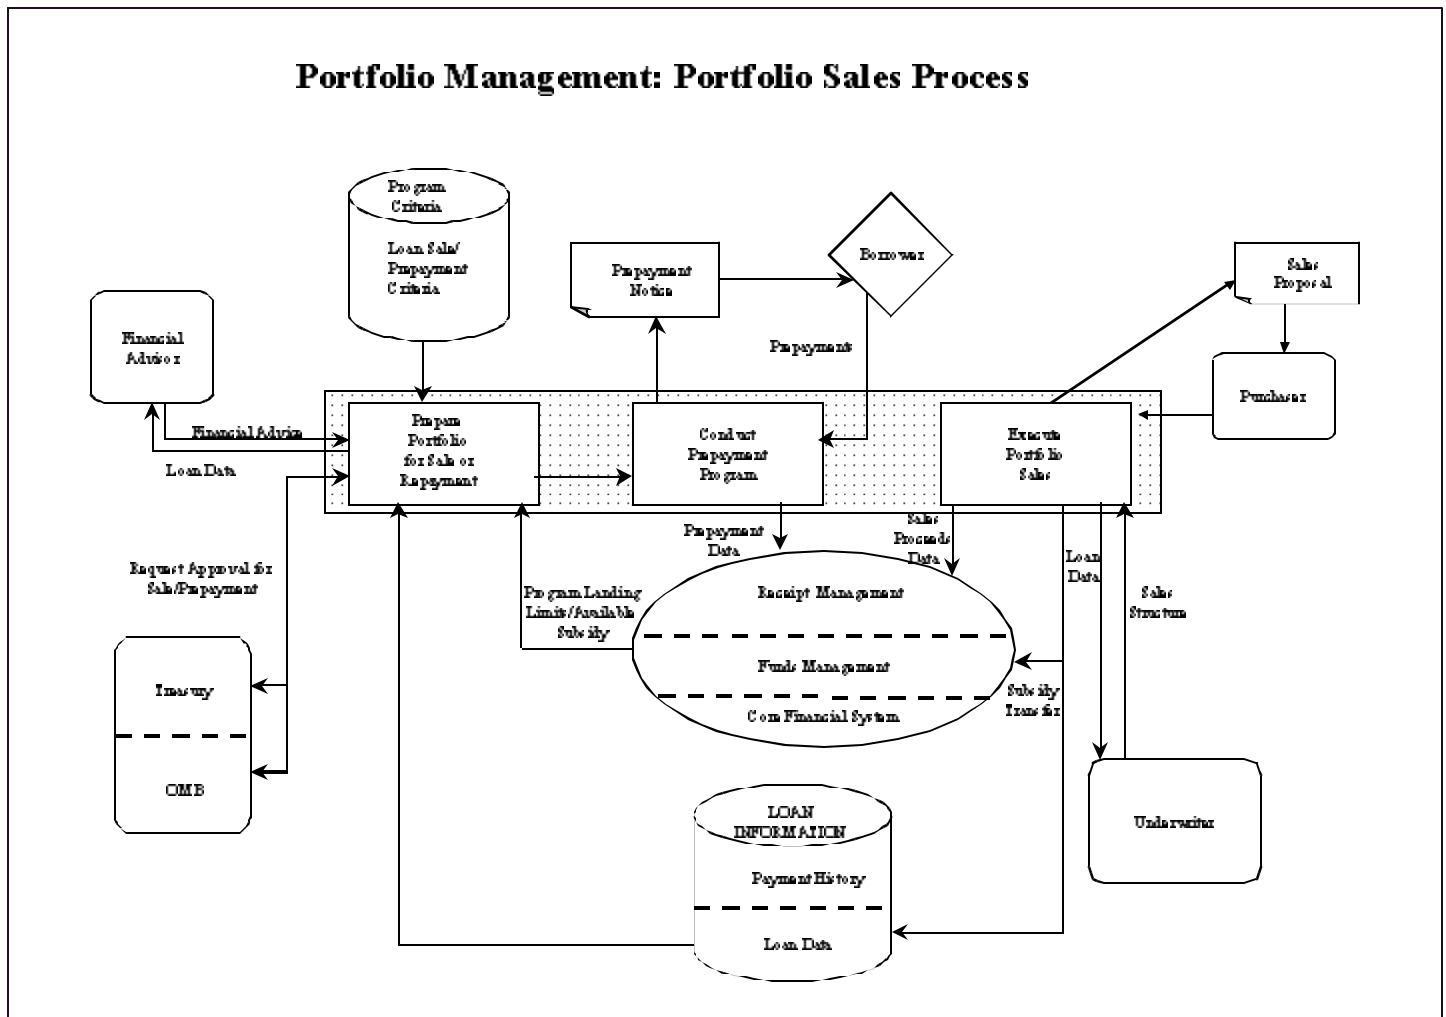 Portfolio Management: Portfolio Sales Process
Program
Criteria
Loan Sale/
Prepayment
Criteria
Prepayment
Notice
Borrower
Sales
Proposal
Financial
Advisor
Prepayments
Purchaser
Financial Advice
Loan Data
Prepare
Portfolio
for Sale or
Repayment
Conduct
Prepayment
Program
Execute
Portfolio
Sales
Prepayment
Data
Sales
Proceeds
Data
Loan
Data
Sales
Structure
Request Approval for
Sale/Prepayment
Program Lending
Limits/Available
Subsidy
Receipt Management
Funds Management
Core Financial System
Subsidy
Transfer
Treasury
OMB
LOAN
INFORMATION
Payment History
Loan Data
Underwriter